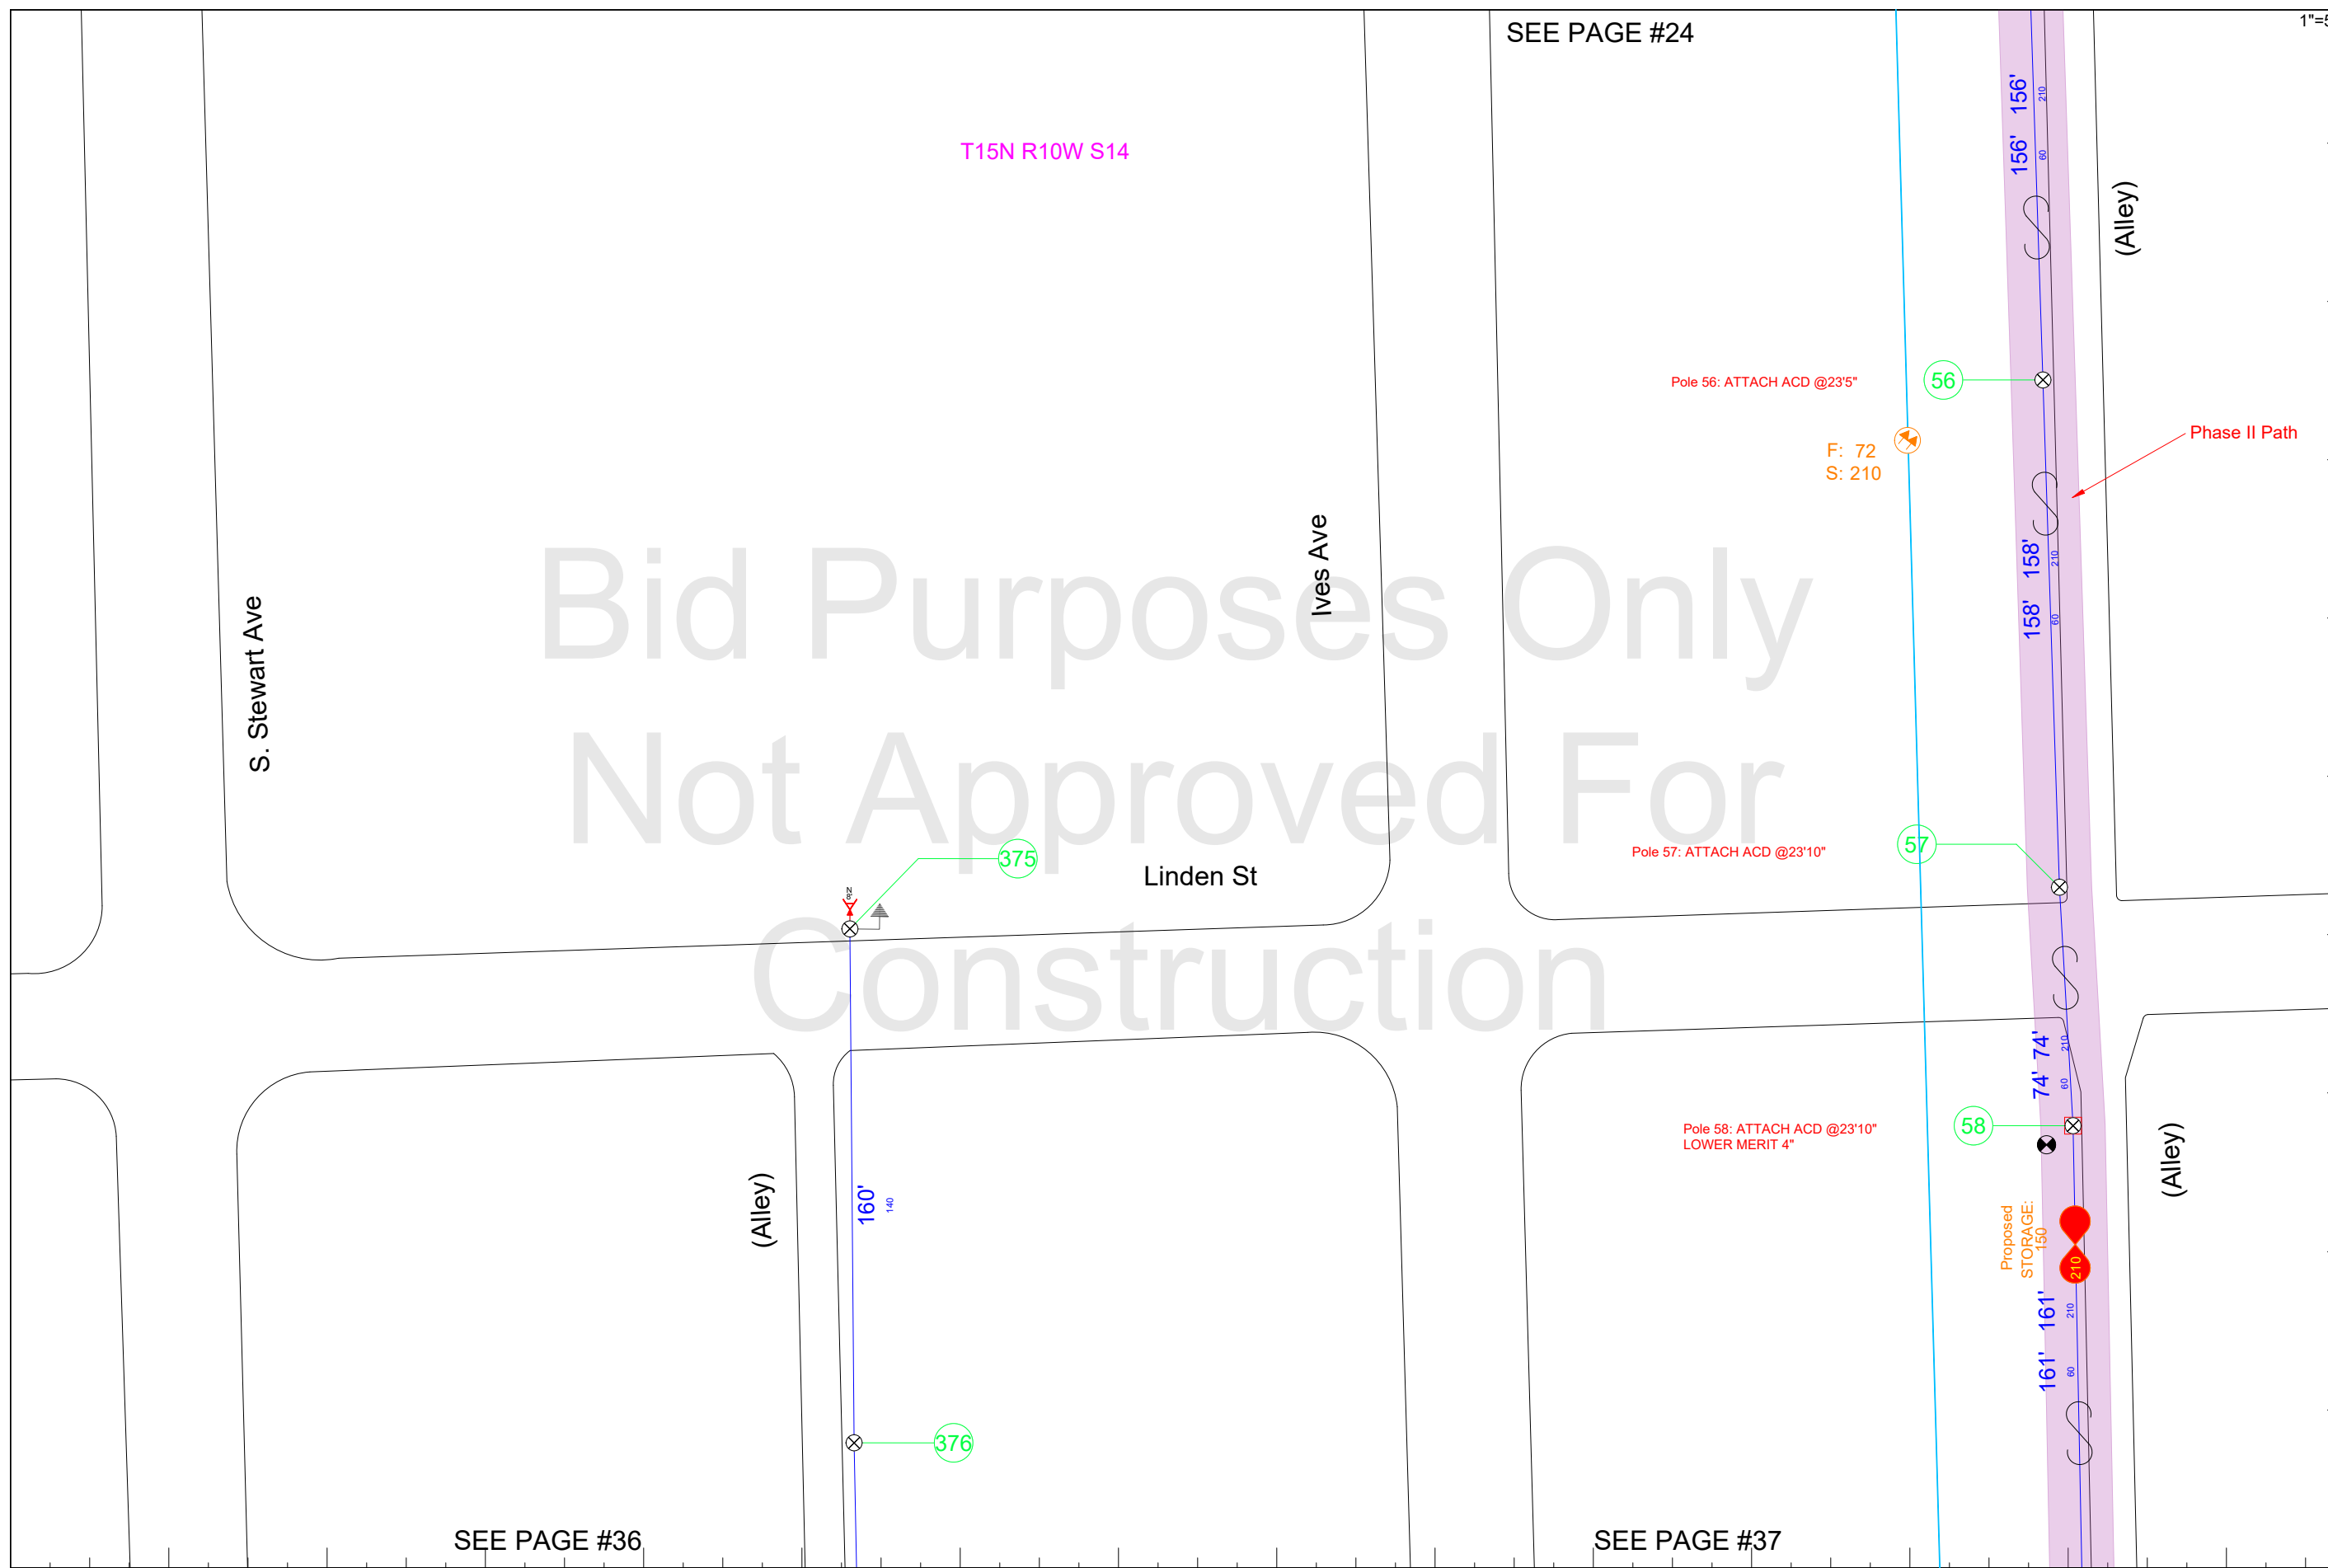 SEE PAGE #24
T15N R10W S14
156'
210
156'
60
(Alley)
Pole 56: ATTACH ACD @23'5"
56
Phase II Path
F: 72
S: 210
158'
210
158'
60
Ives Ave
S. Stewart Ave
Bid Purposes Only
Not Approved For
Construction
375
Linden St
Pole 57: ATTACH ACD @23'10"
57
74'
210
74'
60
Pole 58: ATTACH ACD @23'10"
LOWER MERIT 4"
58
(Alley)
(Alley)
160'
140
Proposed
STORAGE:
150
210
161'
210
161'
60
376
SEE PAGE #36
SEE PAGE #37